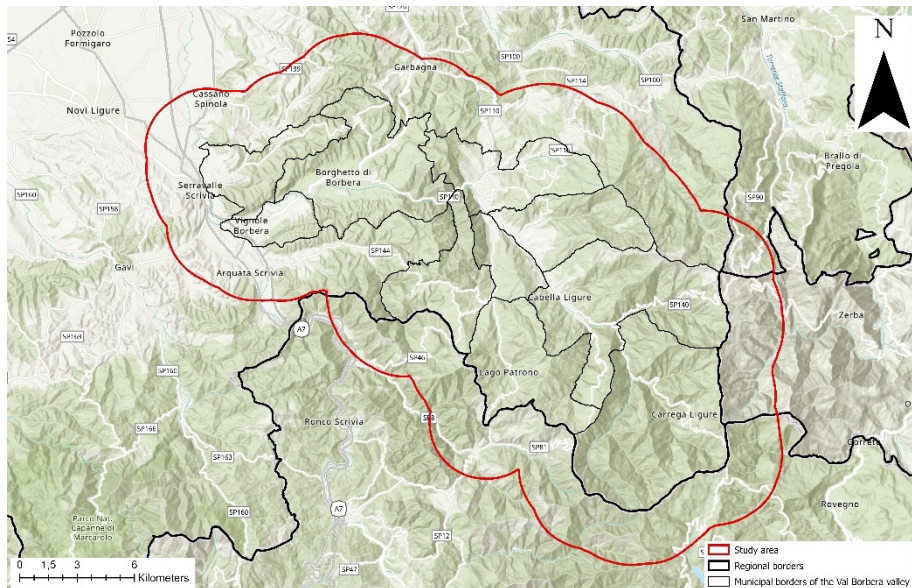 Pozzolo
Formigaro
SP139
Garbagna
SP100
SP114
SP100
San Martino
N
Torrente Staffora
Cassano
Spinola
Novi Ligure
SP110
Brallo di
Pregola
SP160
SP158
Serravalle
Scrivia
Borghetto di
Borbera
SP140
SP90
Vignole
Borbera
SP144
Gavi
Arquata Scrivia
Cabella Ligure
SP140
Zerba
A7
SP169
SP160
SP46
Lago Patrono
Carrega Ligure
Ronco Scrivia
SP166
SP163
SP81
Rovegno
Parco Nat.
Capanne di
Marcarolo
SP160
A7
SP12
SP47
0 1,5 3 6
Kilometers
Study area
Regional borders
Municipal borders of the Val Borbera valley